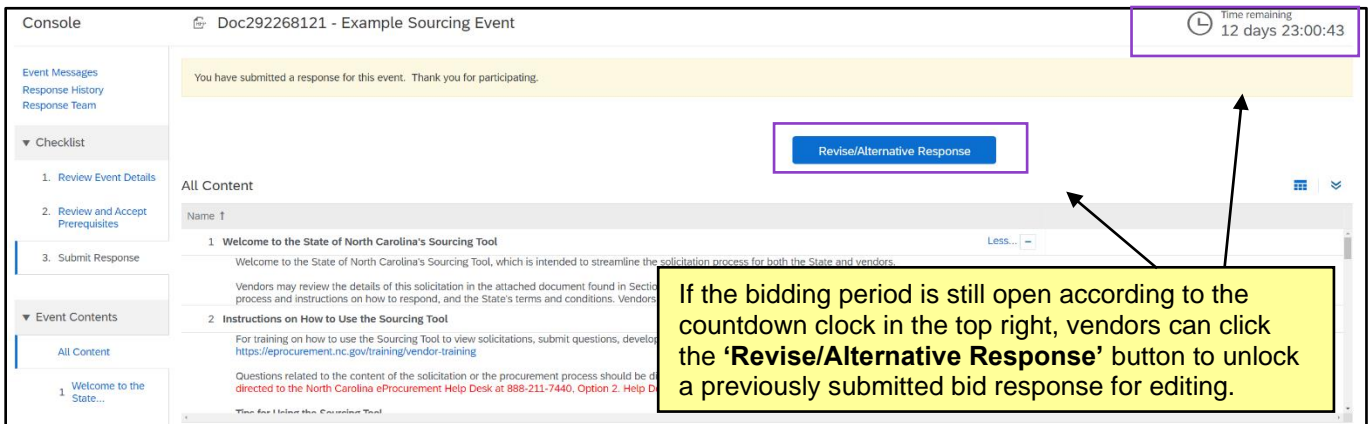 Console
Doc292268121 - Example Sourcing Event
Time remaining
12 days 23:00:43
Event Messages
Response History
Response Team
You have submitted a response for this event. Thank you for participating.
▼ Checklist
1. Review Event Details
2. Review and Accept
Prerequisites
3. Submit Response
▼ Event Contents
All Content
1 Welcome to the
State...
Revise/Alternative Response
All Content
Name ↑
1 Welcome to the State of North Carolina's Sourcing Tool
Less... −
Welcome to the State of North Carolina's Sourcing Tool, which is intended to streamline the solicitation process for both the State and vendors.
Vendors may review the details of this solicitation in the attached document found in Sectio
process and instructions on how to respond, and the State's terms and conditions. Vendors
2 Instructions on How to Use the Sourcing Tool
For training on how to use the Sourcing Tool to view solicitations, submit questions, develop
https://eprocurement.nc.gov/training/vendor-training
Questions related to the content of the solicitation or the procurement process should be di
directed to the North Carolina eProcurement Help Desk at 888-211-7440, Option 2. Help D
Tips for Using the Sourcing Tool
If the bidding period is still open according to the
countdown clock in the top right, vendors can click
the 'Revise/Alternative Response' button to unlock
a previously submitted bid response for editing.